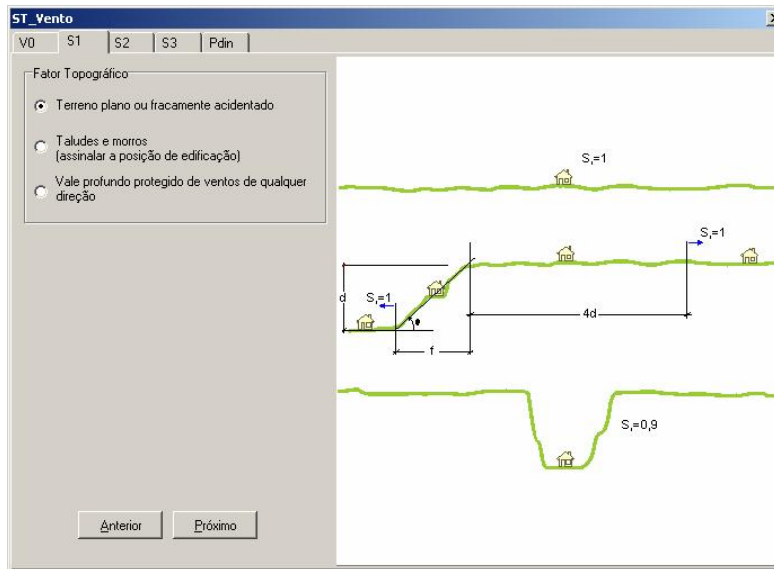 ST_Vento
V0 S1 S2 S3 Pdin
Fator Topográfico
Terreno plano ou fracamente acidentado
Taludes e morros
(assinalar a posição de edificação)
Vale profundo protegido de ventos de qualquer
direção
S₁=1
S₁=1
d
S₁=1
4d
f
S₁=0,9
Anterior Próximo